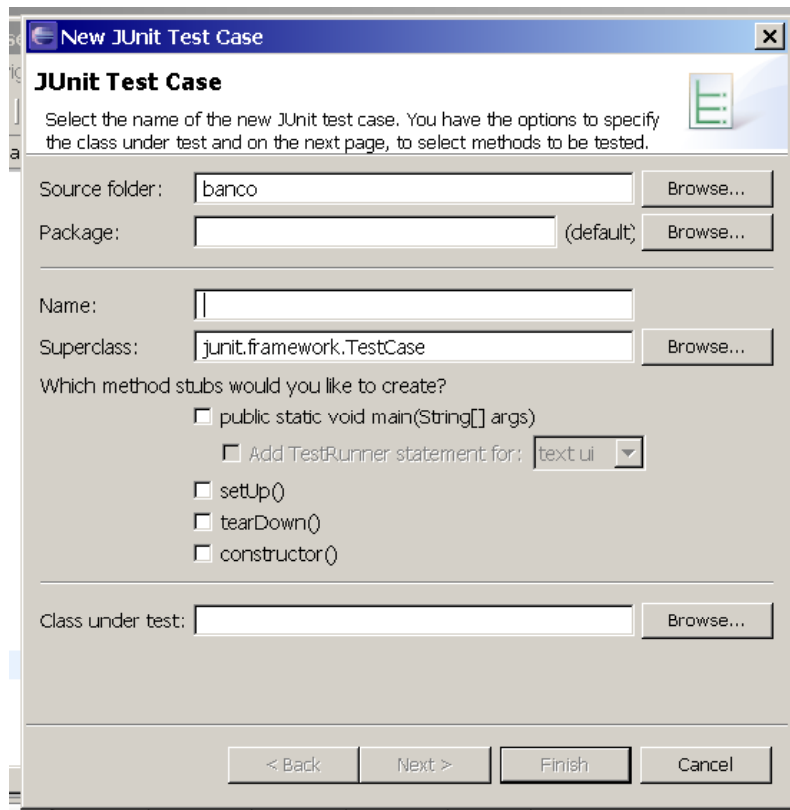 New JUnit Test Case
JUnit Test Case
Select the name of the new JUnit test case. You have the options to specify
the class under test and on the next page, to select methods to be tested.
Source folder: banco Browse...
Package: (default) Browse...
Name:
Superclass: junit.framework.TestCase Browse...
Which method stubs would you like to create?
public static void main(String[] args)
Add TestRunner statement for: text ui
setUp()
tearDown()
constructor()
Class under test: Browse...
< Back Next > Finish Cancel